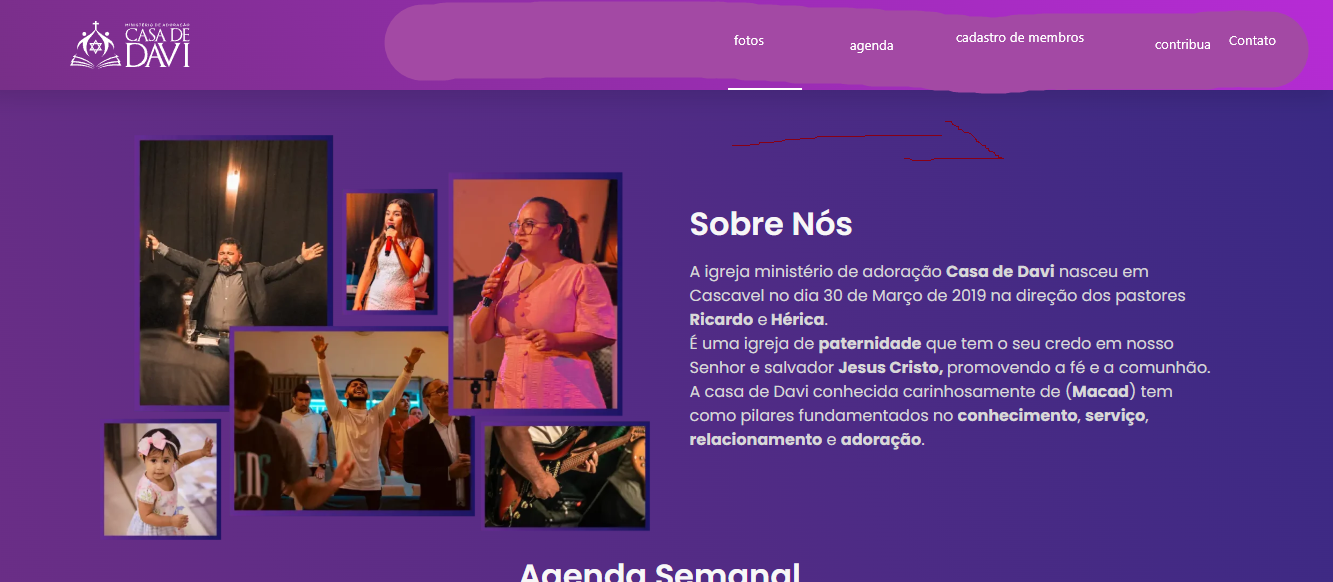 MINISTÉRIO DE ADORAÇÃO
CASA DE
DAVI
fotos
agenda
cadastro de membros
contribua
Contato
Sobre Nós
A igreja ministério de adoração Casa de Davi nasceu em
Cascavel no dia 30 de Março de 2019 na direção dos pastores
Ricardo e Hérica.
É uma igreja de paternidade que tem o seu credo em nosso
Senhor e salvador Jesus Cristo, promovendo a fé e a comunhão.
A casa de Davi conhecida carinhosamente de (Macad) tem
como pilares fundamentados no conhecimento, serviço,
relacionamento e adoração.
Agenda Semanal